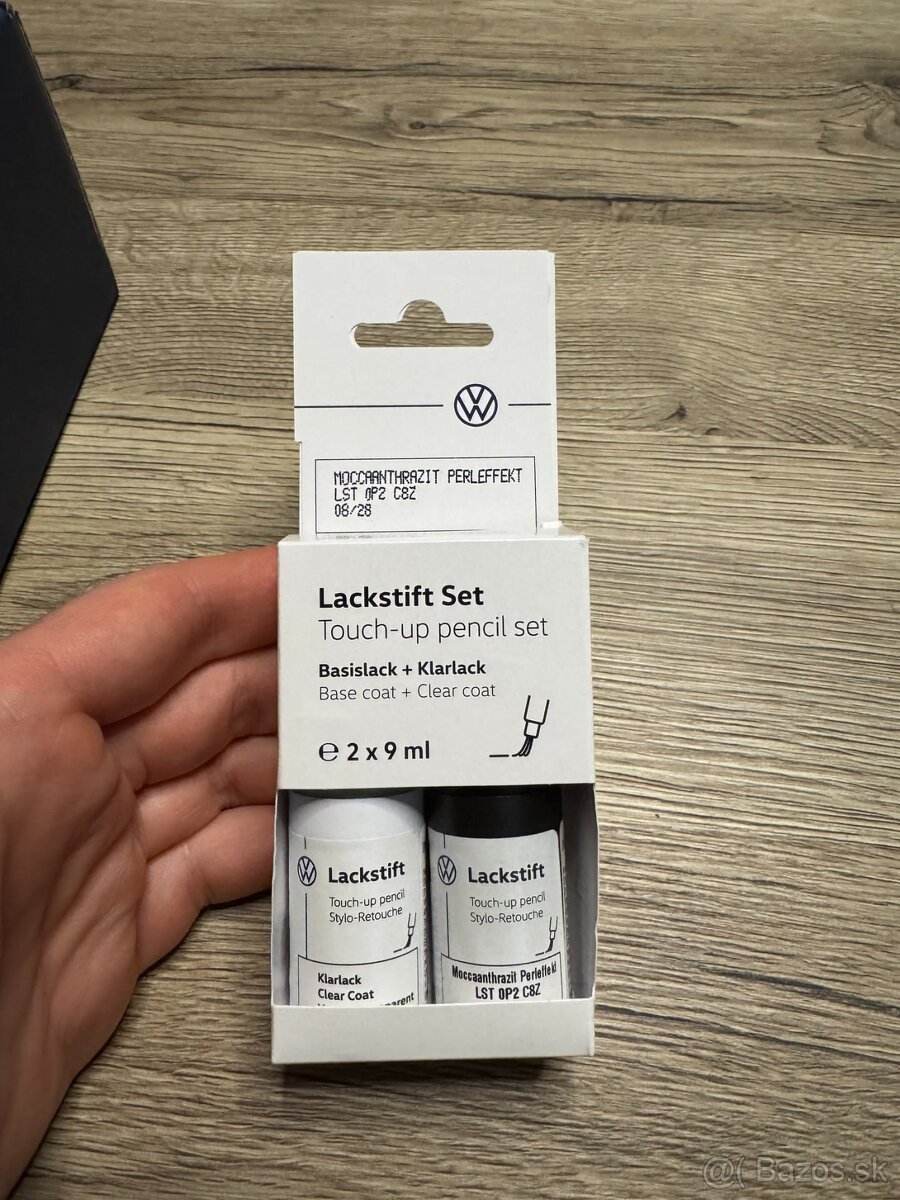 MOCCAANTHRAZIT PERLEFFEKT
LST 0P2 C8Z
08/28
Lackstift Set
Touch-up pencil set
Basislack + Klarlack
Base coat + Clear coat
℮ 2 x 9 ml
Lackstift
Touch-up pencil
Stylo-Retouche
Klarlack
Clear Coat
Lackstift
Touch-up pencil
Stylo-Retouche
Moccaanthrazit Perleffekt
LST 0P2 C8Z
@( Bazos.sk